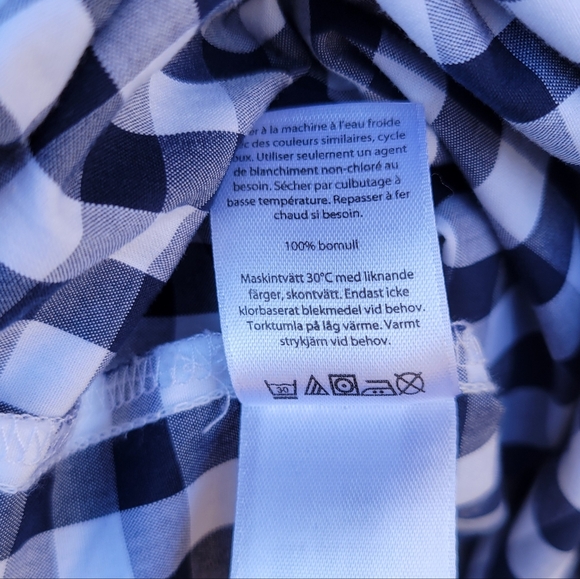 à la machine à l'eau froide
des couleurs similaires, cycle
Utiliser seulement un agent
de blanchiment non-chloré au
besoin. Sécher par culbutage à
basse température. Repasser à fer
chaud si besoin.
100% bomull
Maskintvätt 30°C med liknande
färger, skontvätt. Endast icke
klorbaserat blekmedel vid behov.
Torktumla på låg värme. Varmt
strykjärn vid behov.
30